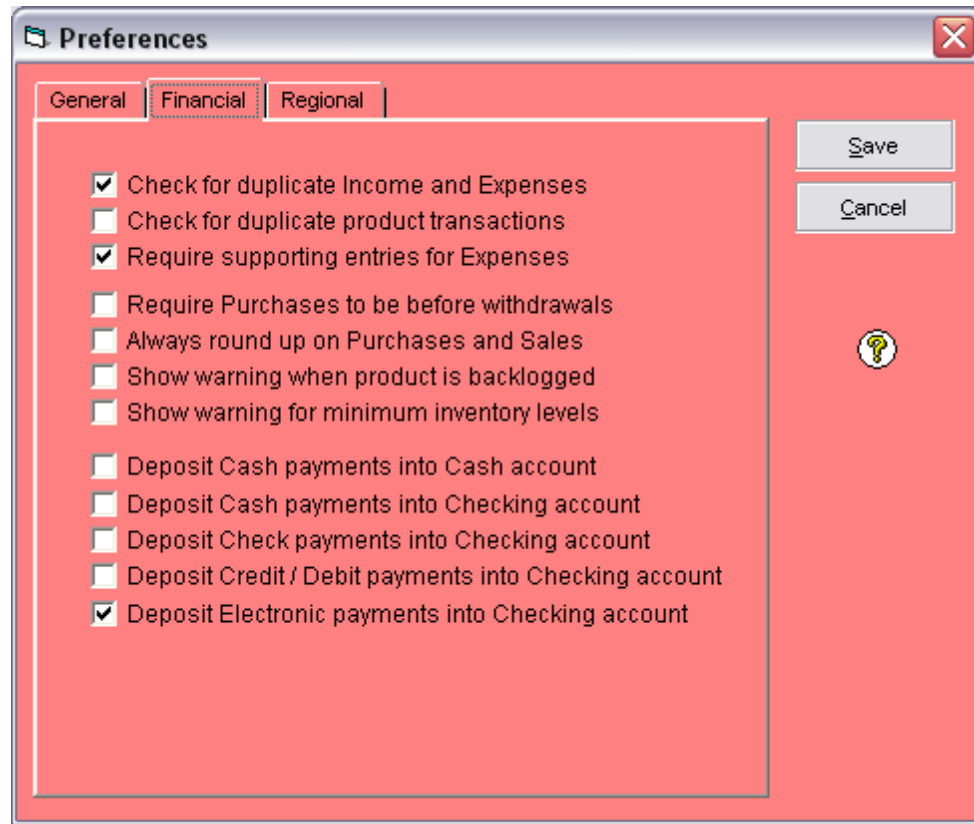 Preferences
General Financial Regional
Save
Cancel
Check for duplicate Income and Expenses
Check for duplicate product transactions
Require supporting entries for Expenses
Require Purchases to be before withdrawals
Always round up on Purchases and Sales
Show warning when product is backlogged
Show warning for minimum inventory levels
Deposit Cash payments into Cash account
Deposit Cash payments into Checking account
Deposit Check payments into Checking account
Deposit Credit / Debit payments into Checking account
Deposit Electronic payments into Checking account
?